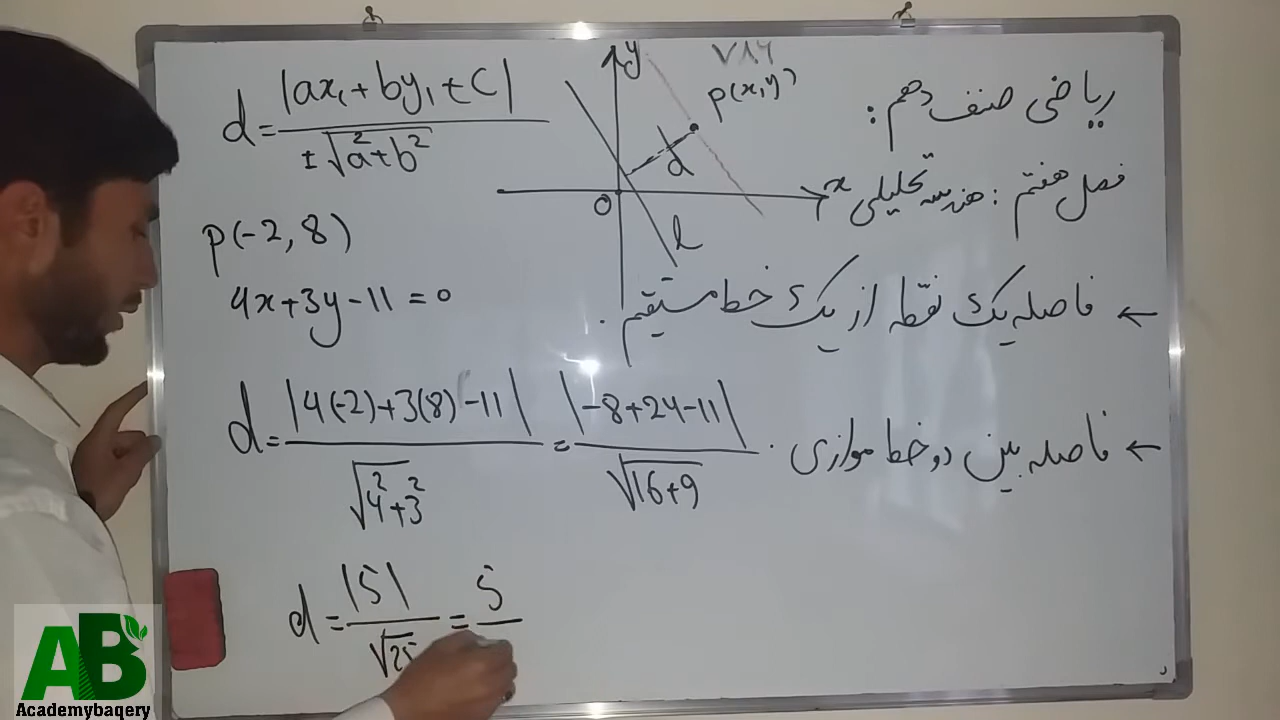 ریاضی صنف دهم :
فصل هفتم : هندسه تحلیلی
← فاصله یک نقطه از یک خط مستقیم .
← فاصله بین دو خط موازی .
y
p(x,y)
d
x
0
l
d = |ax₁ + by₁ + c| / ±√a² + b²
p(-2, 8)
4x+3y-11 = 0
d = |4(-2)+3(8)-11| / √4²+3² = |-8+24-11| / √16+9
d = |5| / √25 = 5
AB
Academybaqery